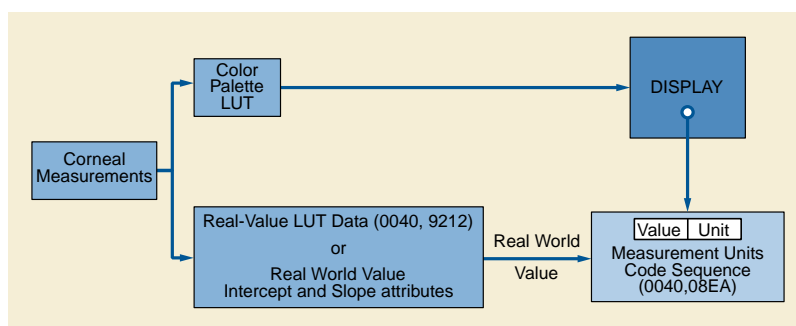 Color
Palette
LUT
DISPLAY
Corneal
Measurements
Real-Value LUT Data (0040, 9212)
or
Real World Value
Intercept and Slope attributes
Real World
Value
Value Unit
Measurement Units
Code Sequence
(0040,08EA)